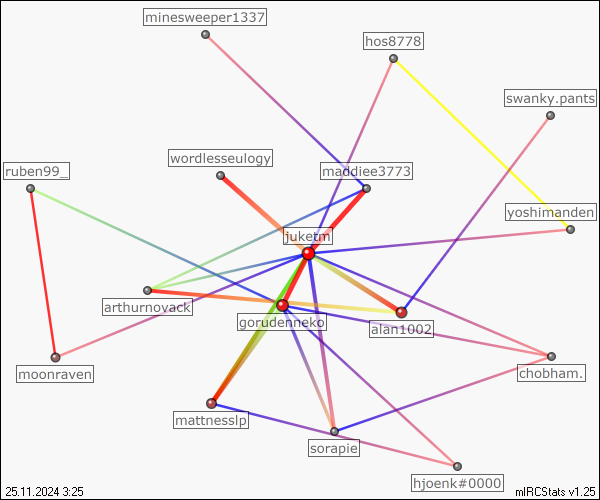 minesweeper1337
hos8778
swanky.pants
wordlesseulogy
maddiee3773
ruben99_
yoshimanden
juketm
arthurnovack
gorudenneko
alan1002
moonraven
chobham.
mattnesslp
sorapie
hjoenk#0000
25.11.2024 3:25
mIRCStats v1.25